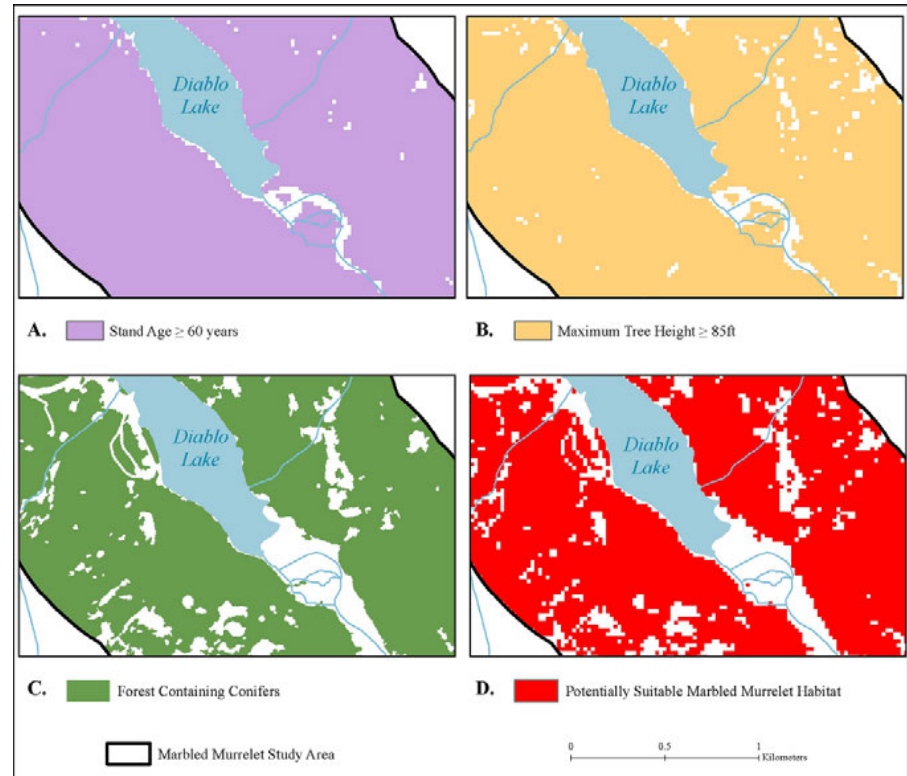 Diablo
Lake
Diablo
Lake
A. Stand Age ≥ 60 years
B. Maximum Tree Height ≥ 85ft
Diablo
Lake
Diablo
Lake
C. Forest Containing Conifers
D. Potentially Suitable Marbled Murrelet Habitat
Marbled Murrelet Study Area
0 0.5 1
Kilometers